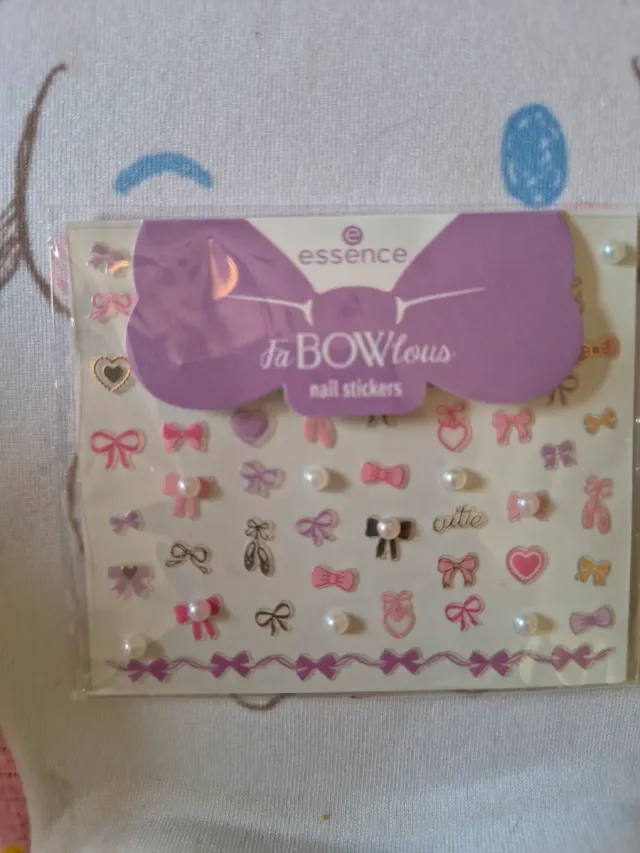 e
essence
FaBOWlous
nail stickers
cutie